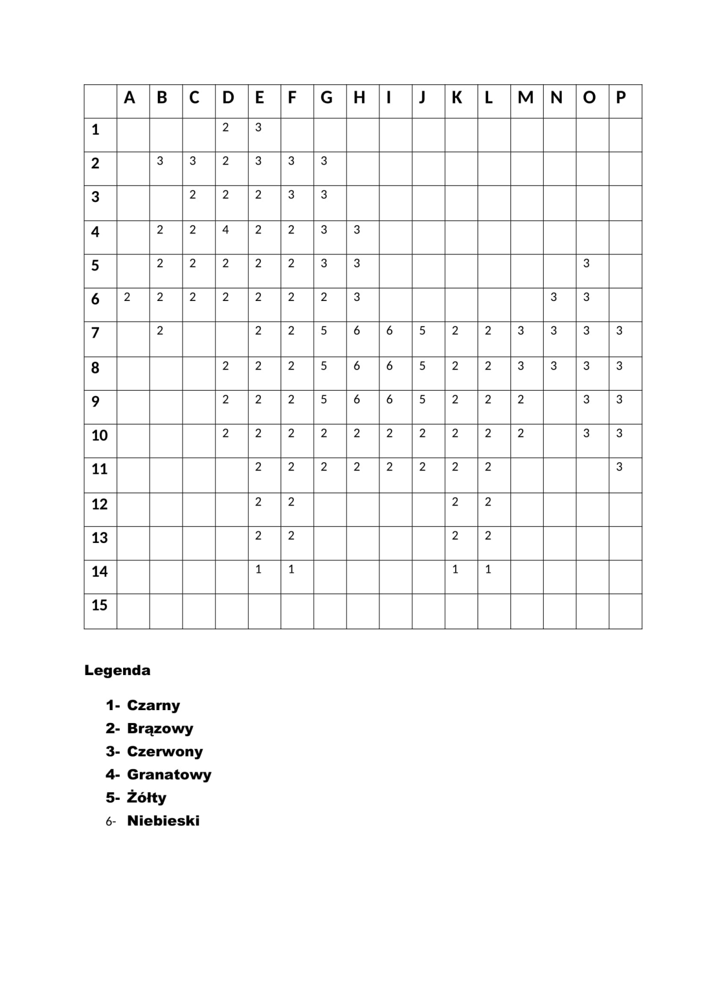 A B C D E F G H I J K L M N O P
1 2 3
2 3 3 2 3 3 3
3 2 2 2 3 3
4 2 2 4 2 2 3 3
5 2 2 2 2 2 3 3 3
6 2 2 2 2 2 2 2 3 3 3
7 2 2 2 5 6 6 5 2 2 3 3 3 3
8 2 2 2 5 6 6 5 2 2 3 3 3 3
9 2 2 2 5 6 6 5 2 2 2 3 3
10 2 2 2 2 2 2 2 2 2 2 3 3
11 2 2 2 2 2 2 2 2 3
12 2 2 2 2
13 2 2 2 2
14 1 1 1 1
15
Legenda
1- Czarny
2- Brązowy
3- Czerwony
4- Granatowy
5- Żółty
6- Niebieski